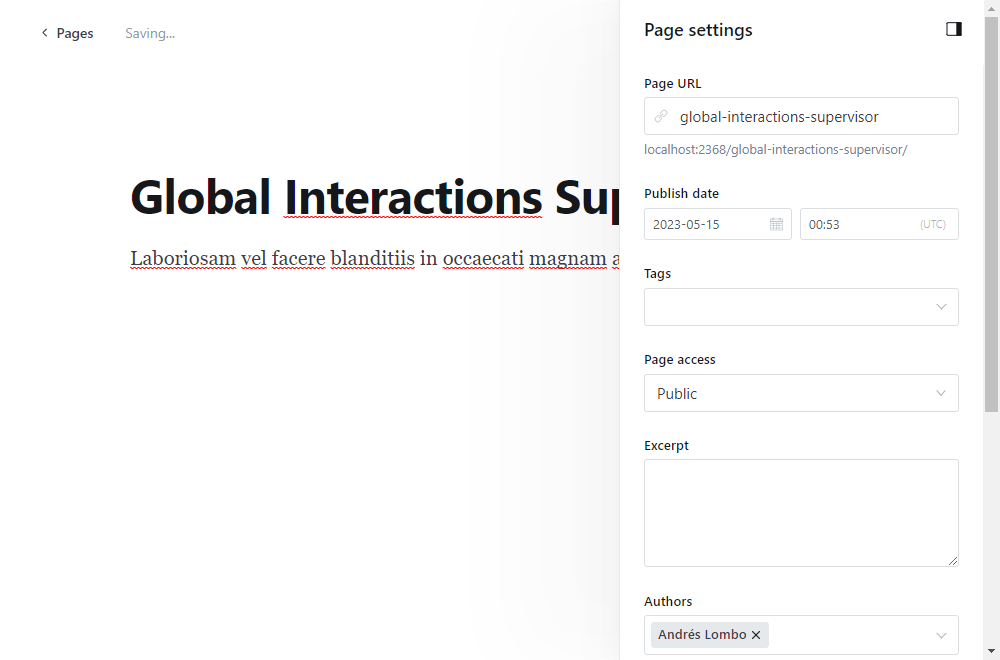 Pages
Saving...
Global Interactions
Laboriosam vel facere blanditiis in occaecati magnam
Page settings
Page URL
global-interactions-supervisor
localhost:2368/global-interactions-supervisor/
Publish date
2023-05-15
00:53
(UTC)
Tags
Page access
Public
Excerpt
Authors
Andrés Lombo